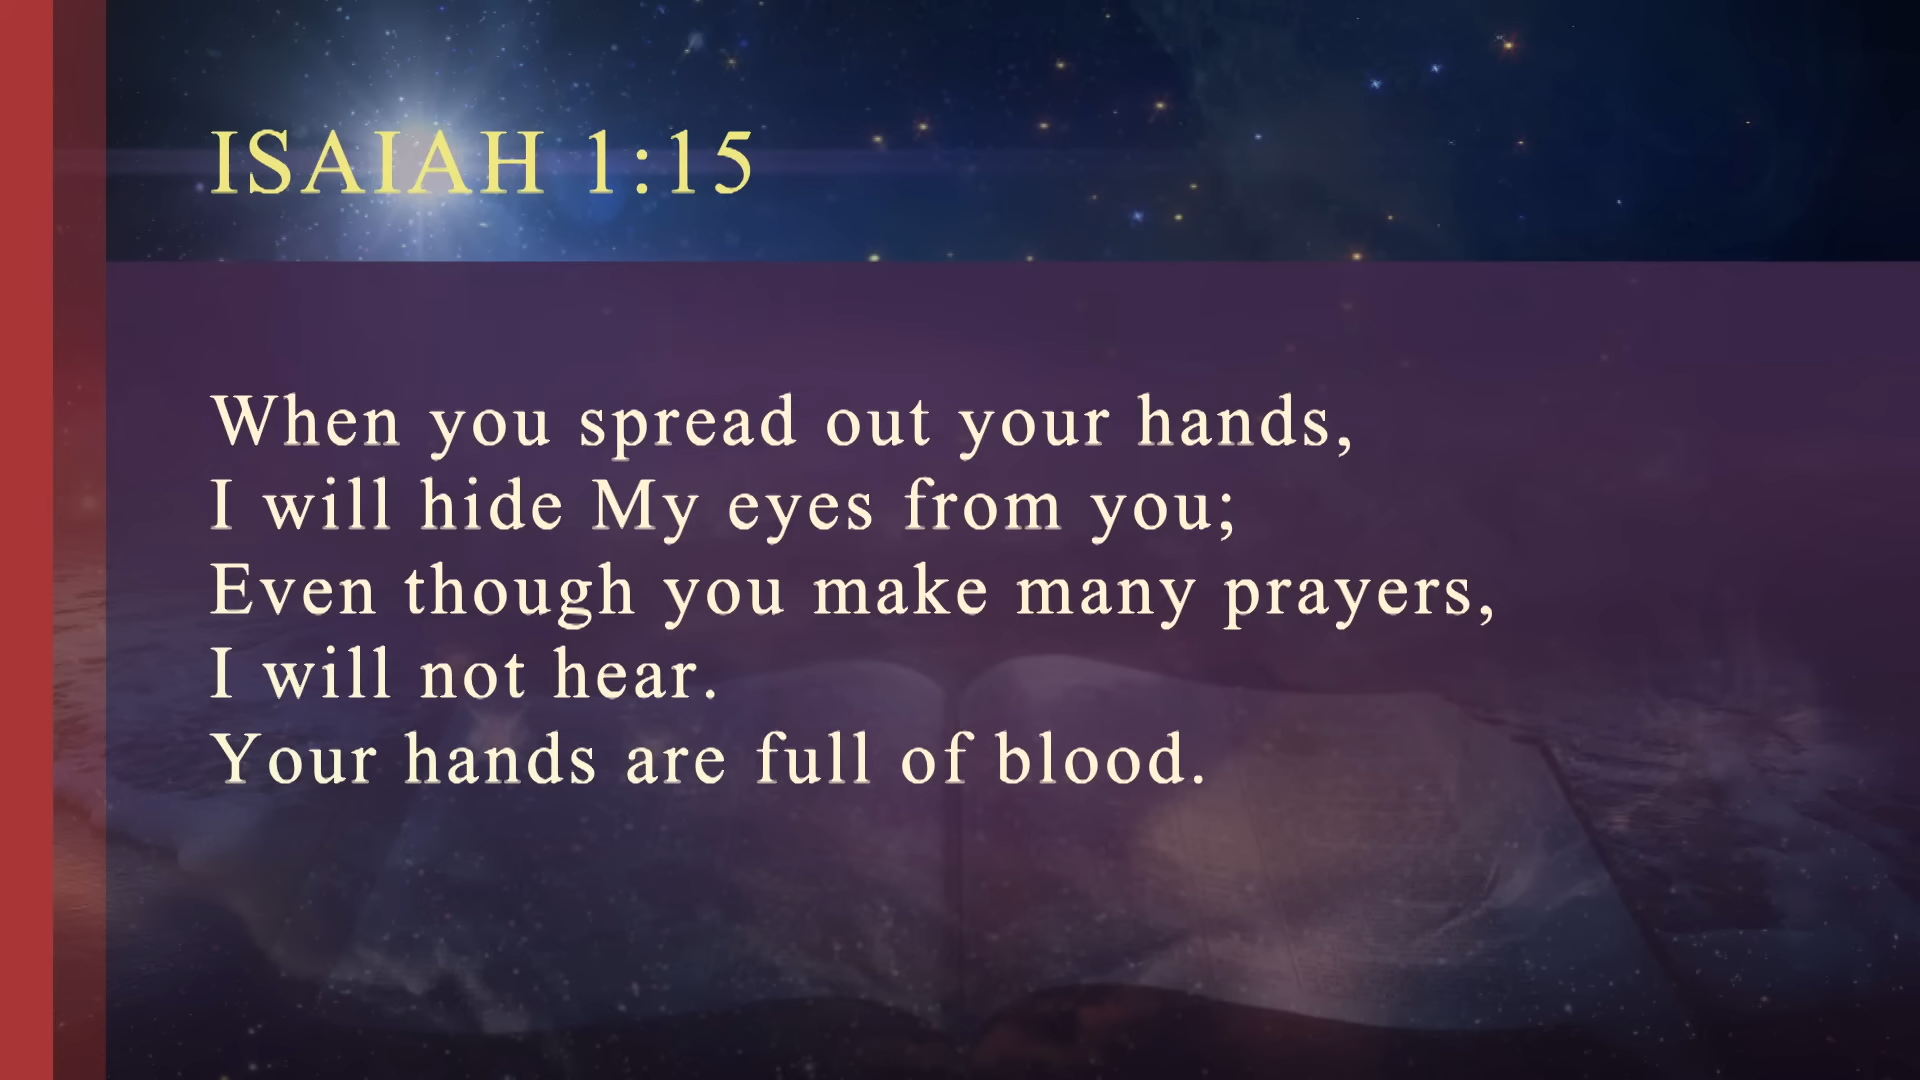 ISAIAH 1:15
When you spread out your hands,
I will hide My eyes from you;
Even though you make many prayers,
I will not hear.
Your hands are full of blood.